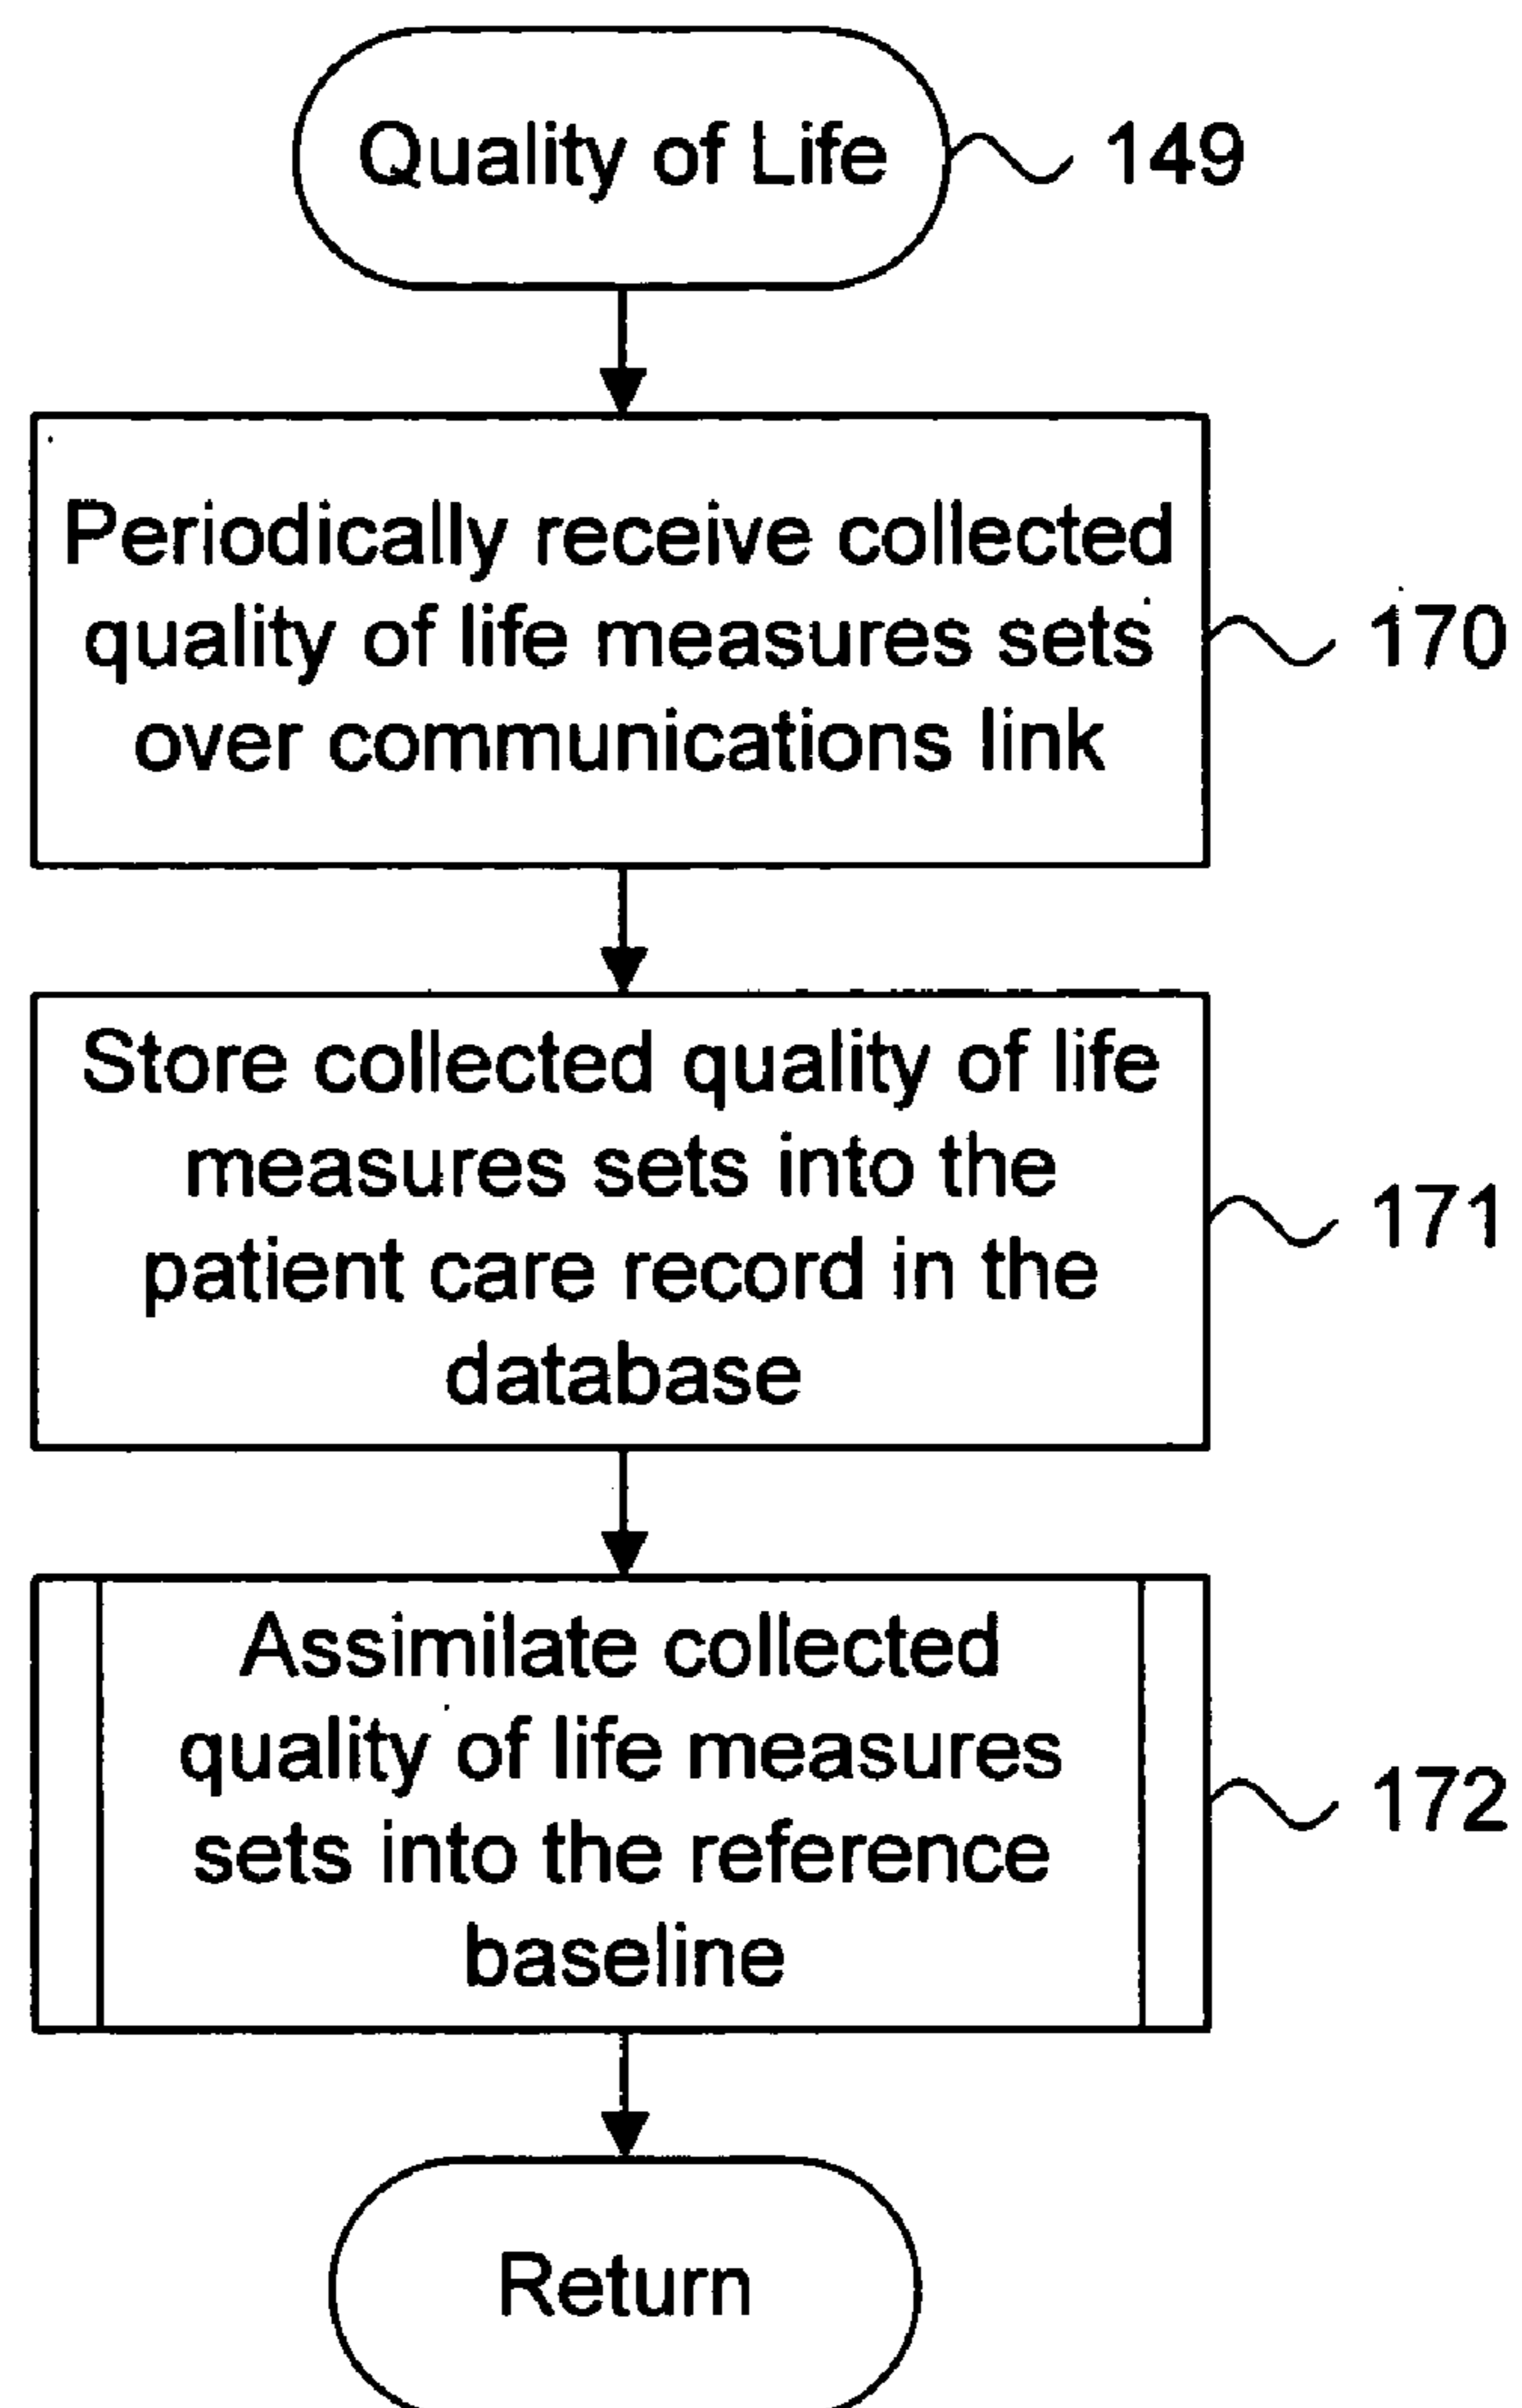 Quality of Life
149
Periodically receive collected
quality of life measures sets
over communications link
170
Store collected quality of life
measures sets into the
patient care record in the
database
171
Assimilate collected
quality of life measures
sets into the reference
baseline
172
Return